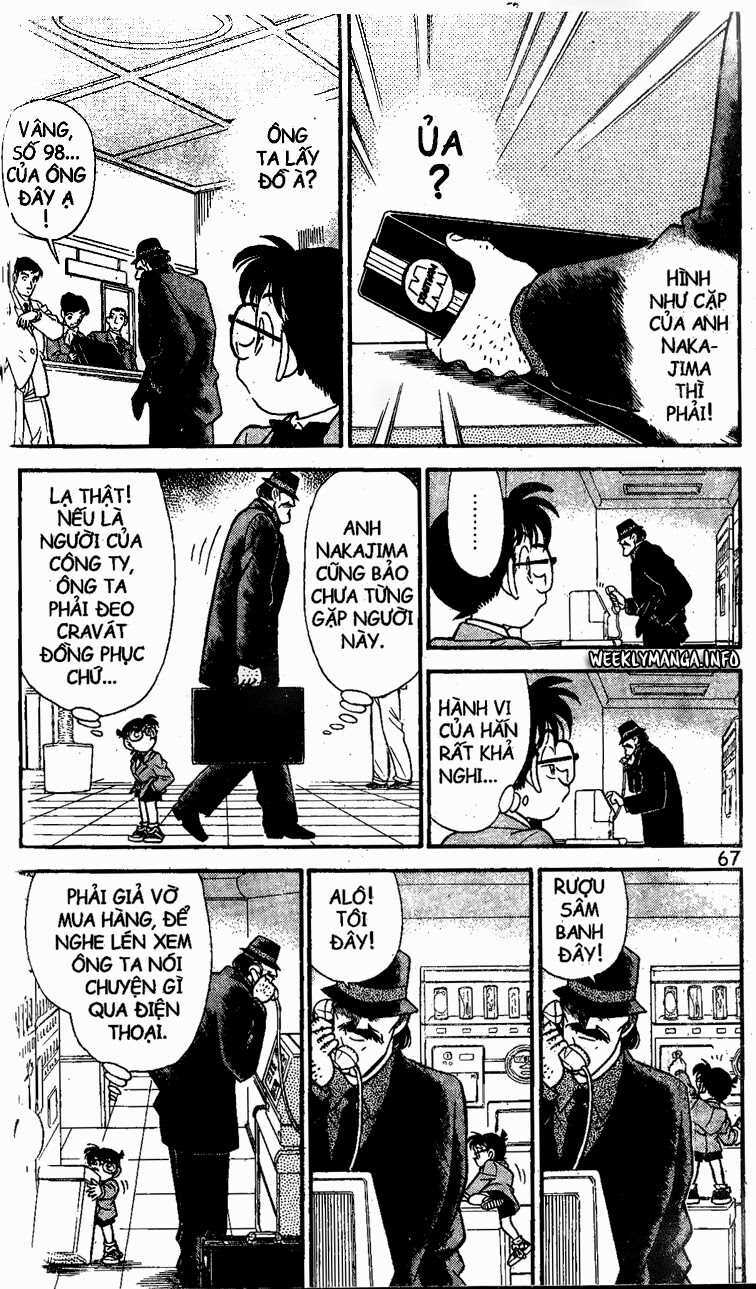 VÂNG,
SỐ 98...
CỦA ÔNG
ĐÂY Ạ
!
ÔNG
TA LẤY
ĐỒ À?
ỦA
?
HÌNH
NHƯ CẶP
CỦA ANH
NAKA-
JIMA
THÌ
PHẢI!
LẠ THẬT!
NẾU LÀ
NGƯỜI CỦA
CÔNG TY,
ÔNG TA
PHẢI ĐEO
CRAVÁT
ĐỒNG PHỤC
CHỨ...
ANH
NAKAJIMA
CŨNG BẢO
CHƯA TỪNG
GẶP NGƯỜI
NÀY.
........
WEEKLYMANGA.INFO
HÀNH VI
CỦA HẮN
RẤT KHẢ
NGHI...
67
PHẢI GIẢ VỜ
MUA HÀNG, ĐỂ
NGHE LÉN XEM
ÔNG TA NÓI
CHUYỆN GÌ
QUA ĐIỆN
THOẠI.
ALÔ!
TÔI
ĐÂY!
RƯỢU
SÂM
BANH
ĐÂY!